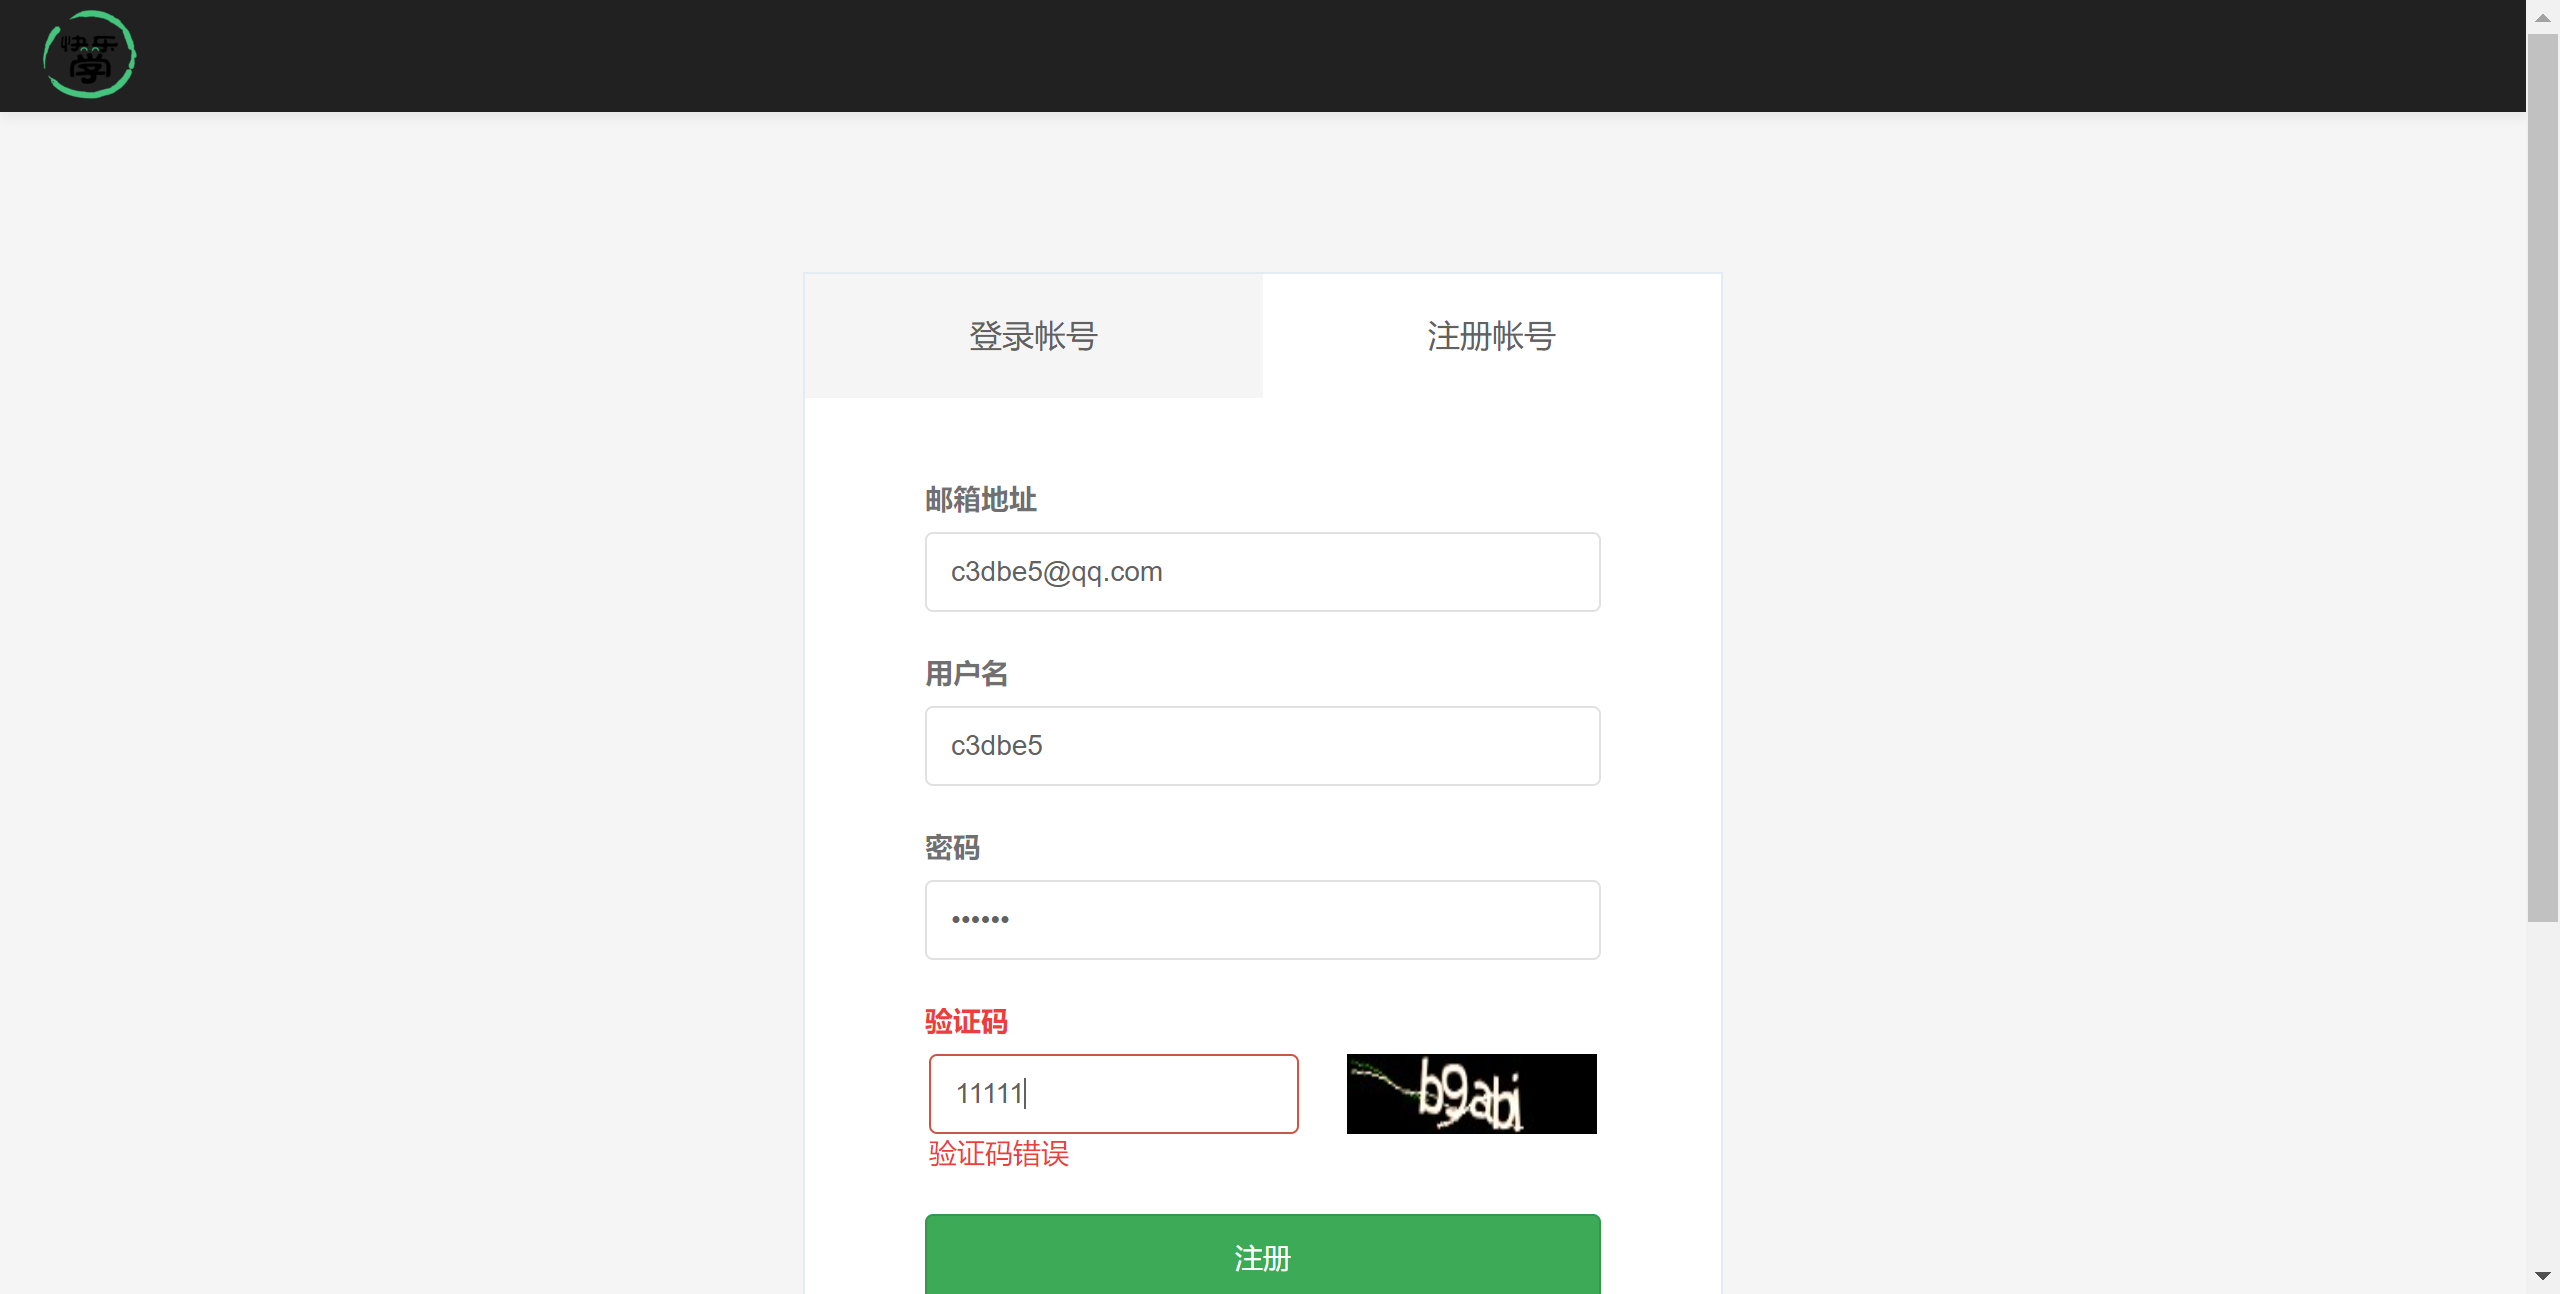 快乐
学
登录帐号
注册帐号
邮箱地址
c3dbe5@qq.com
用户名
c3dbe5
密码
••••••
验证码
11111
b9abi
验证码错误
注册